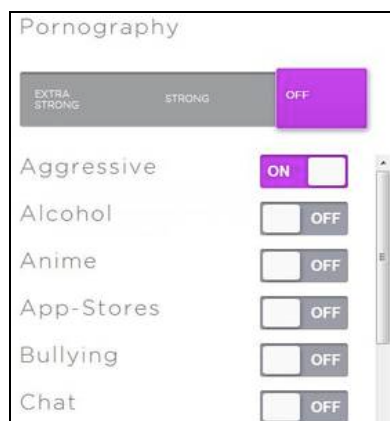 Pornography
EXTRA STRONG STRONG OFF
Aggressive ON
Alcohol OFF
Anime OFF
App-Stores OFF
Bullying OFF
Chat OFF